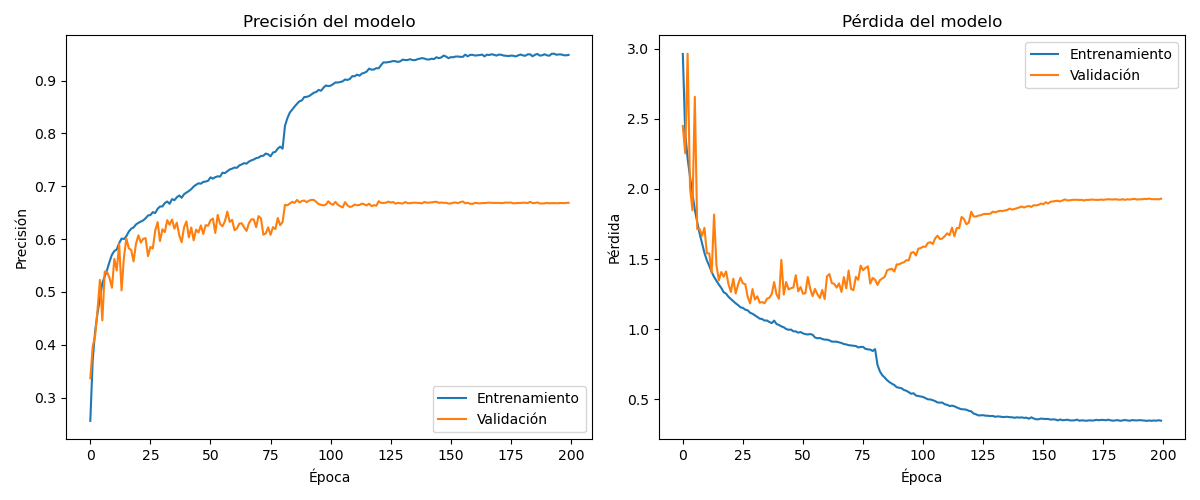 Precisión del modelo
Precisión
0.9
0.8
0.7
0.6
0.5
0.4
0.3
0 25 50 75 100 125 150 175 200
Época
Entrenamiento
Validación
Pérdida del modelo
Pérdida
3.0
2.5
2.0
1.5
1.0
0.5
0 25 50 75 100 125 150 175 200
Época
Entrenamiento
Validación